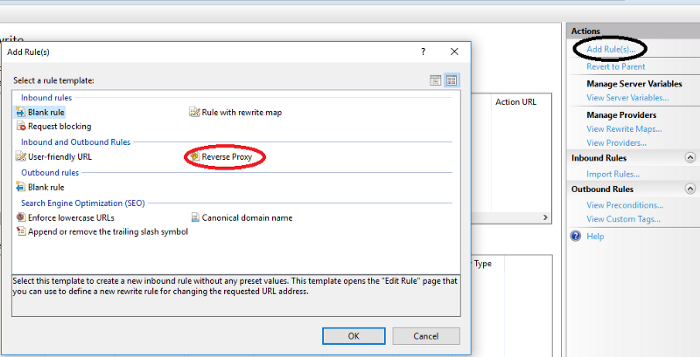 write
Add Rule(s)
?
Select a rule template:
Inbound rules
Blank rule
Rule with rewrite map
Request blocking
Inbound and Outbound Rules
User-friendly URL
Reverse Proxy
Outbound rules
Blank rule
Search Engine Optimization (SEO)
Enforce lowercase URLs
Canonical domain name
Append or remove the trailing slash symbol
Select this template to create a new inbound rule without any preset values. This template opens the "Edit Rule" page that
you can use to define a new rewrite rule for changing the requested URL address.
OK
Cancel
Action URL
Type
Actions
Add Rule(s)...
Revert to Parent
Manage Server Variables
View Server Variables...
Manage Providers
View Rewrite Maps...
View Providers...
Inbound Rules
Import Rules...
Outbound Rules
View Preconditions...
View Custom Tags...
Help